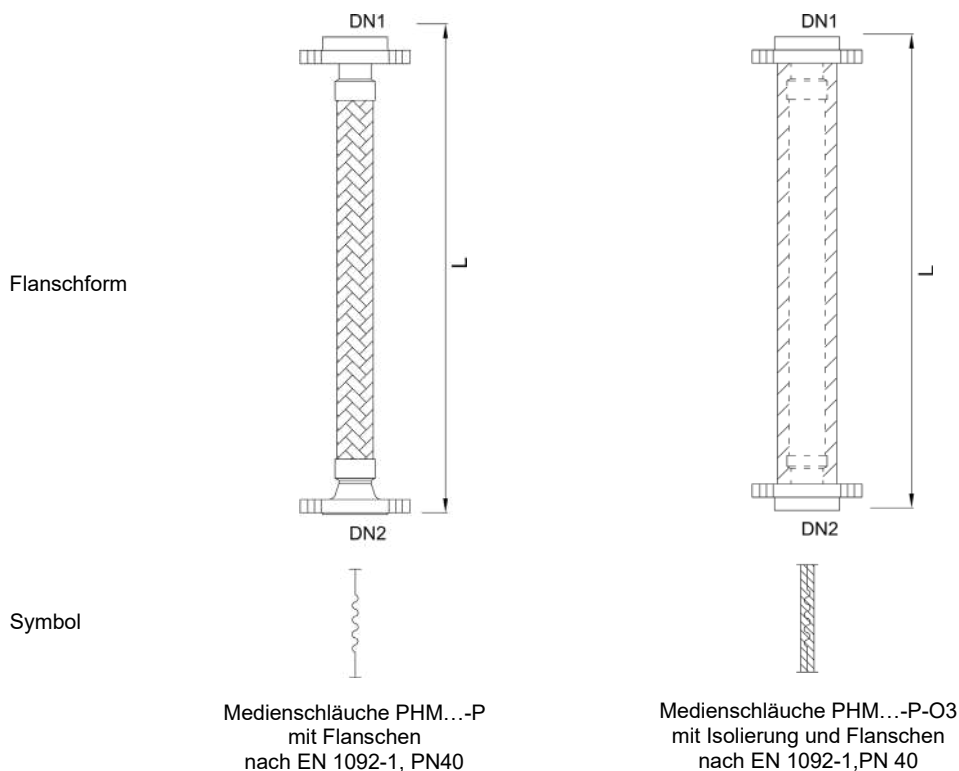 DN1
L
DN2
DN1
L
DN2
Flanschform
Symbol
Medienschläuche PHM…-P
mit Flanschen
nach EN 1092-1, PN40
Medienschläuche PHM…-P-O3
mit Isolierung und Flanschen
nach EN 1092-1,PN 40